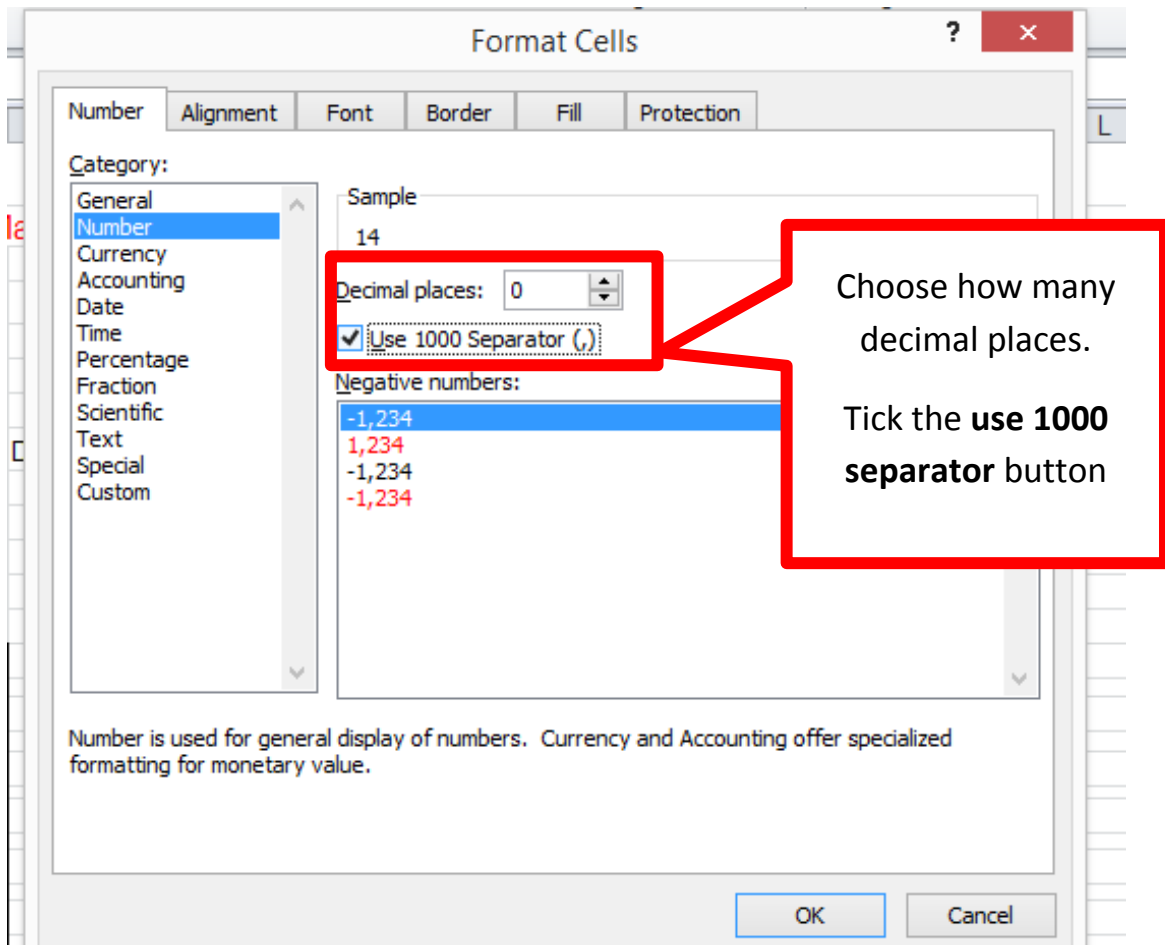 Format Cells
?
Number Alignment Font Border Fill Protection
L
Category:
General
Number
Currency
Accounting
Date
Time
Percentage
Fraction
Scientific
Text
Special
Custom
Sample
14
Decimal places: 0
Use 1000 Separator (,)
Negative numbers:
-1,234
1,234
-1,234
-1,234
Choose how many
decimal places.
Tick the use 1000
separator button
Number is used for general display of numbers. Currency and Accounting offer specialized
formatting for monetary value.
OK Cancel